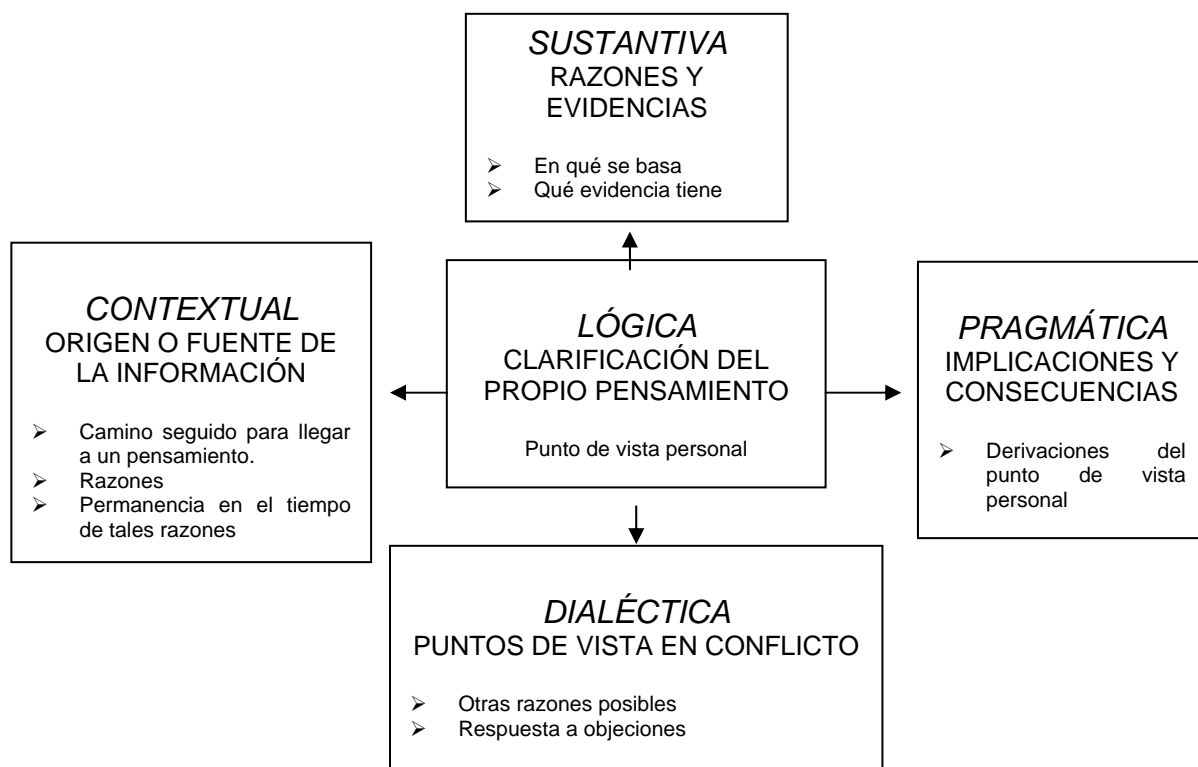 SUSTANTIVA
RAZONES Y
EVIDENCIAS
➢ En qué se basa
➢ Qué evidencia tiene
CONTEXTUAL
ORIGEN O FUENTE DE
LA INFORMACIÓN
➢ Camino seguido para llegar
a un pensamiento.
➢ Razones
➢ Permanencia en el tiempo
de tales razones
LÓGICA
CLARIFICACIÓN DEL
PROPIO PENSAMIENTO
Punto de vista personal
PRAGMÁTICA
IMPLICACIONES Y
CONSECUENCIAS
➢ Derivaciones del
punto de vista
personal
DIALÉCTICA
PUNTOS DE VISTA EN CONFLICTO
➢ Otras razones posibles
➢ Respuesta a objeciones